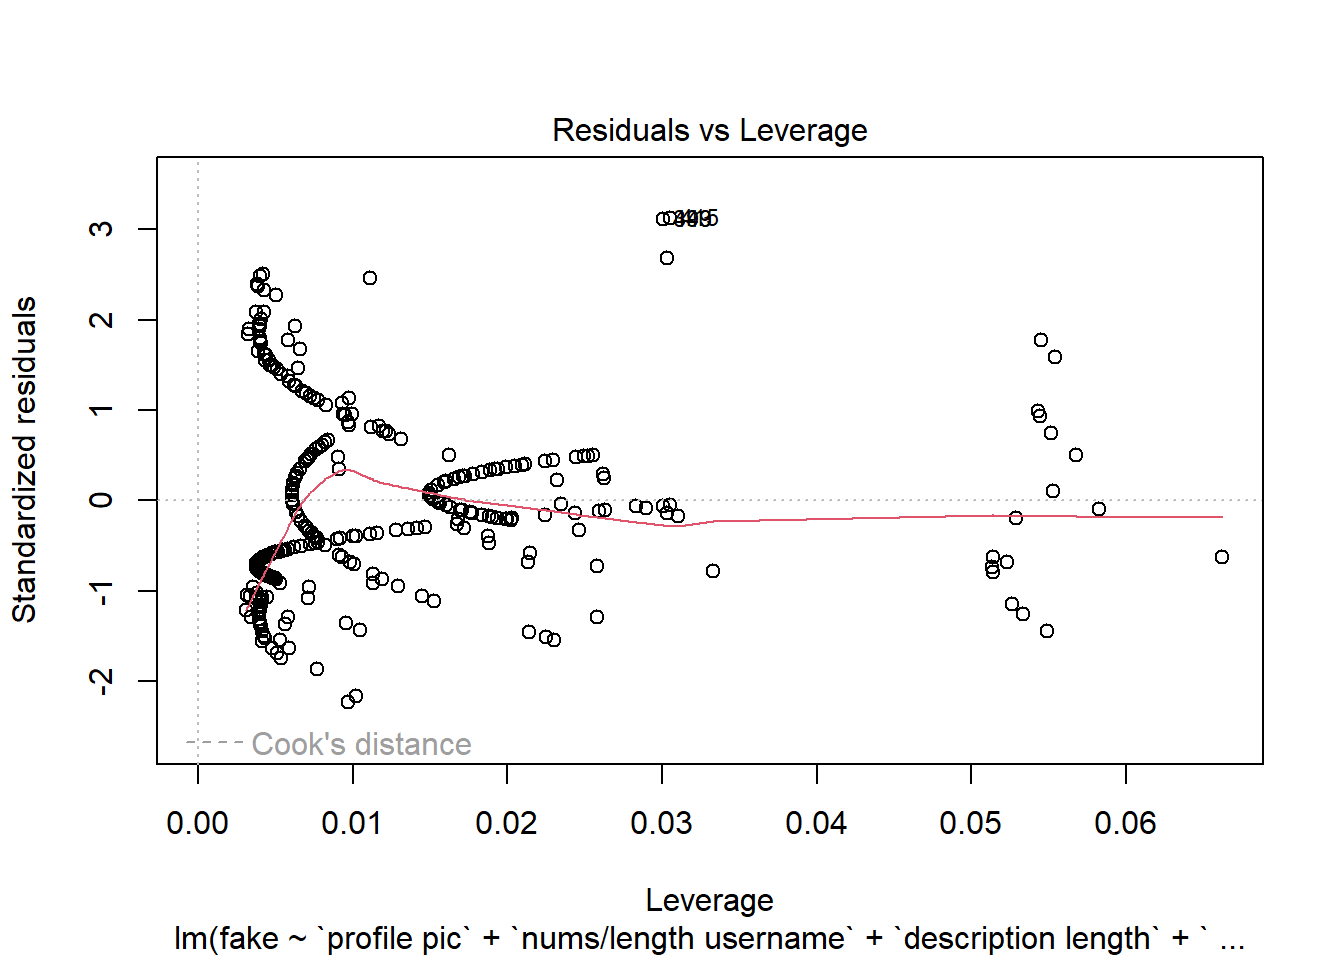 Residuals vs Leverage
Standardized residuals
3
2
1
0
-1
-2
Cook's distance
0.00 0.01 0.02 0.03 0.04 0.05 0.06
Leverage
lm(fake ~ `profile pic` + `nums/length username` + `description length` + ` ...